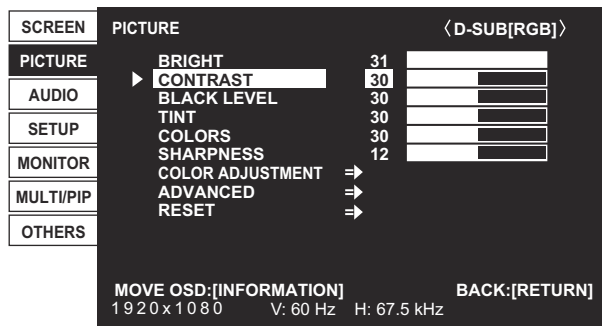 SCREEN
PICTURE
AUDIO
SETUP
MONITOR
MULTI/PIP
OTHERS
PICTURE 〈D-SUB[RGB]〉
BRIGHT 31
CONTRAST 30
BLACK LEVEL 30
TINT 30
COLORS 30
SHARPNESS 12
COLOR ADJUSTMENT
ADVANCED
RESET
MOVE OSD:[INFORMATION] BACK:[RETURN]
1920x1080 V: 60 Hz H: 67.5 kHz